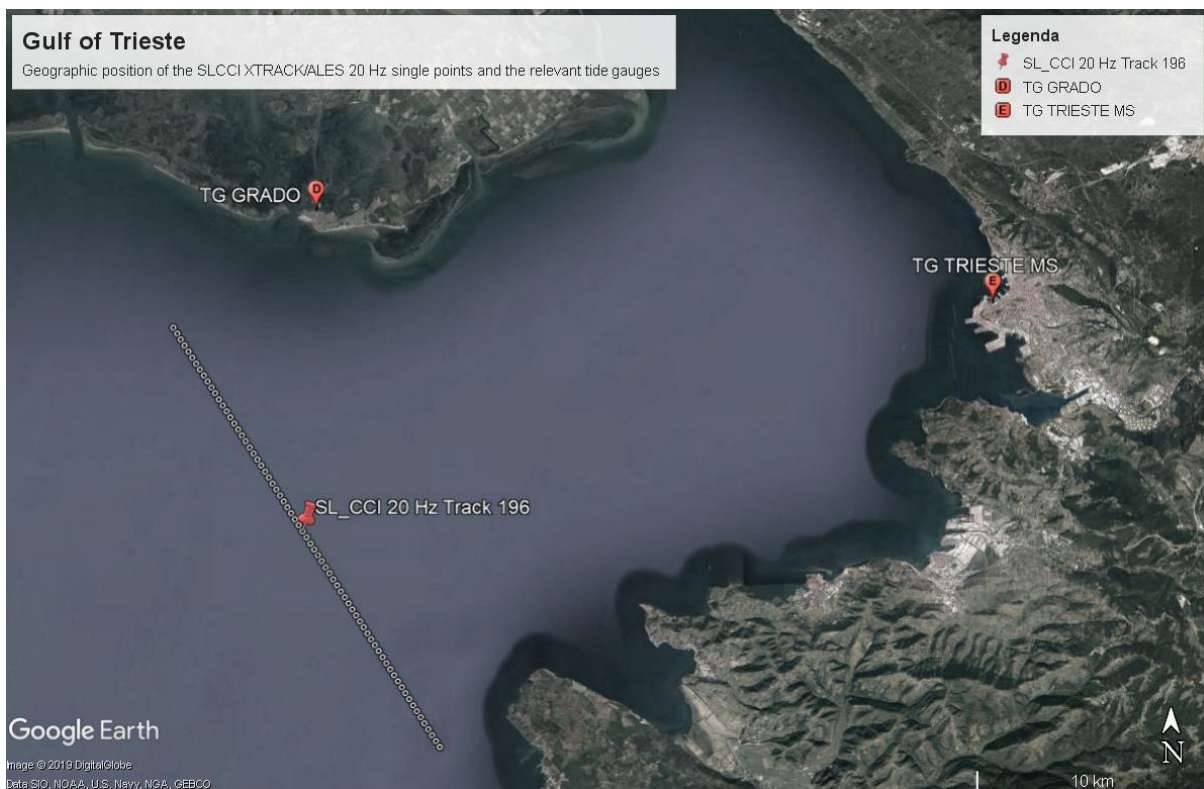 Gulf of Trieste
Geographic position of the SLCCI XTRACK/ALES 20 Hz single points and the relevant tide gauges
Legenda
SL_CCI 20 Hz Track 196
D TG GRADO
E TG TRIESTE MS
TG GRADO D
TG TRIESTE MS
E
SL_CCI 20 Hz Track 196
Google Earth
Image © 2019 DigitalGlobe
Data SIO, NOAA, U.S. Navy, NGA, GEBCO
N
10 km